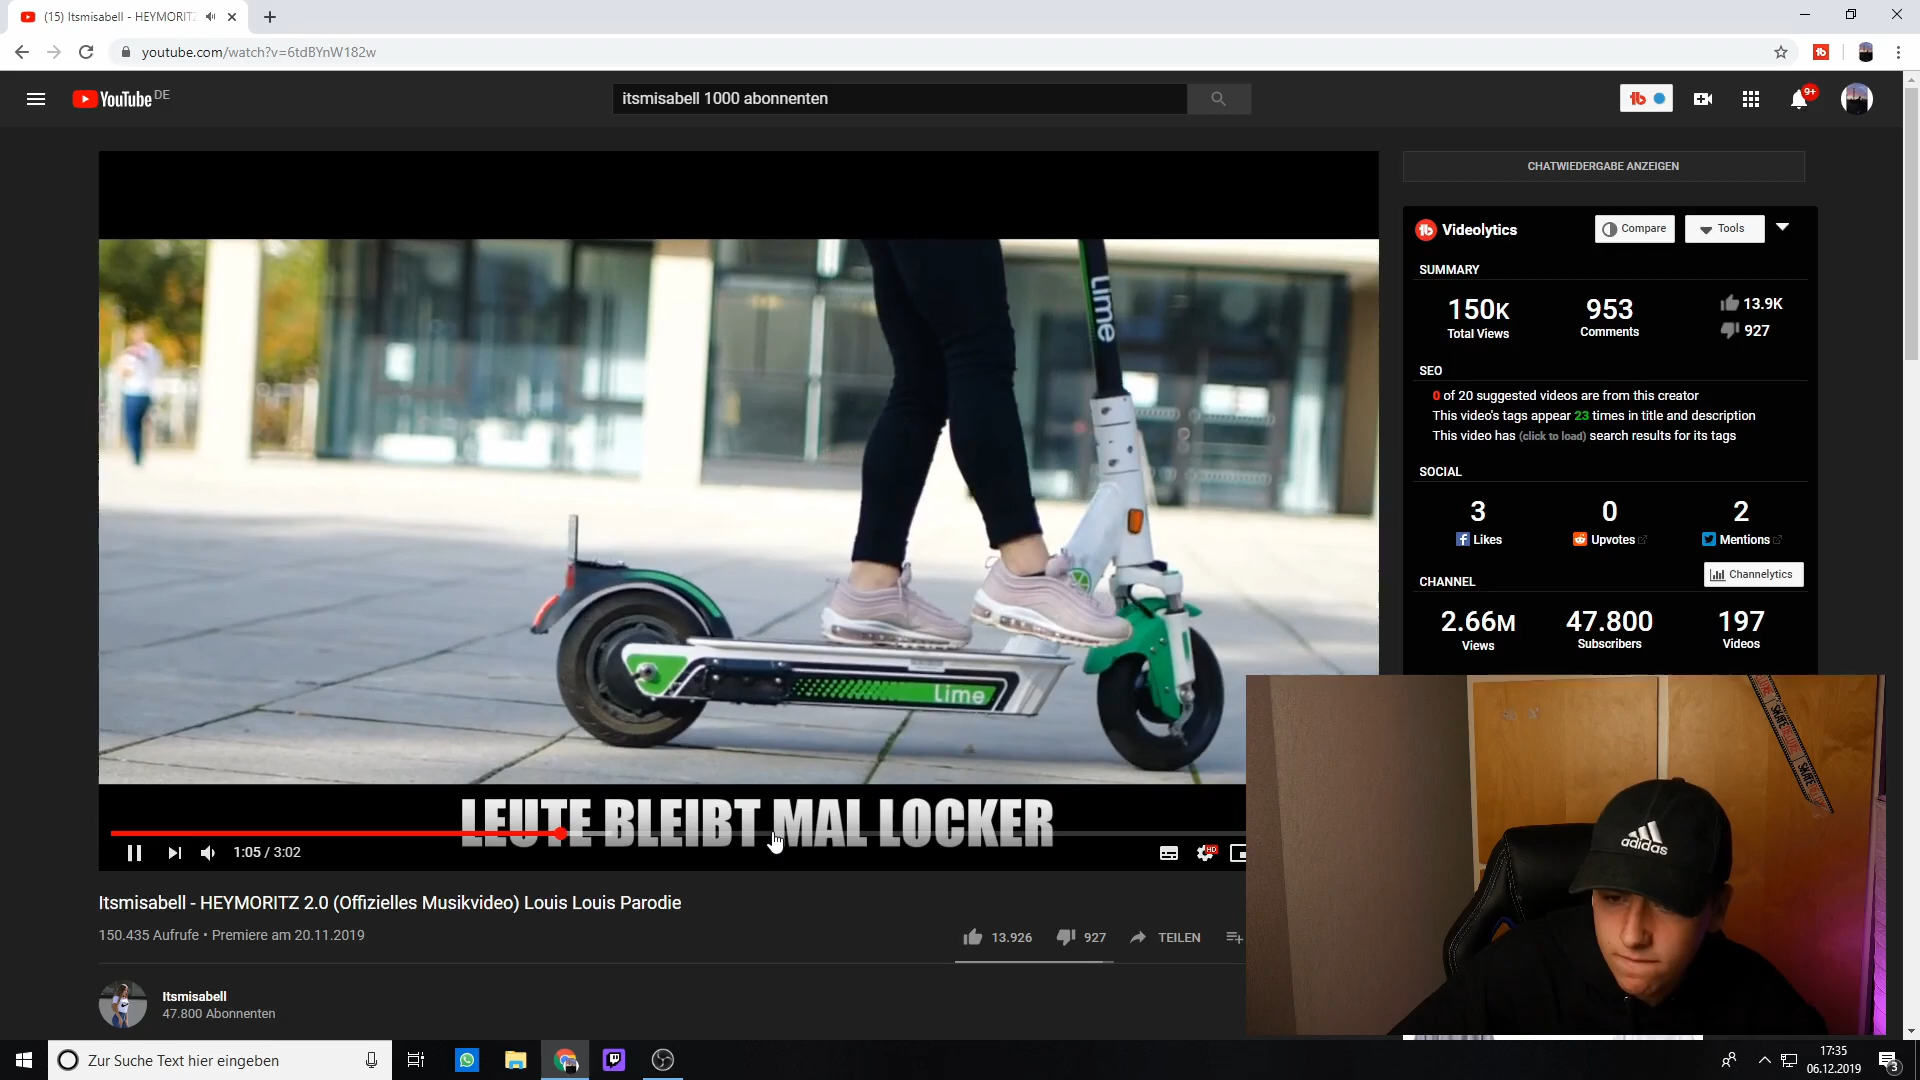 (15) Itsmisabell - HEYMORITZ
youtube.com/watch?v=6tdBYnW182w
YouTube DE
itsmisabell 1000 abonnenten
9+
CHATWIEDERGABE ANZEIGEN
Videolytics
Compare
Tools
SUMMARY
150K
953
13.9K
Total Views
Comments
927
SEO
0 of 20 suggested videos are from this creator
This video's tags appear 23 times in title and description
This video has (click to load) search results for its tags
SOCIAL
3
0
2
Likes
Upvotes
Mentions
CHANNEL
Channelytics
2.66M
47.800
197
Views
Subscribers
Videos
Lime
Lime
LEUTE BLEIBT MAL LOCKER
1:05 / 3:02
HD
adidas
Itsmisabell - HEYMORITZ 2.0 (Offizielles Musikvideo) Louis Louis Parodie
150.435 Aufrufe • Premiere am 20.11.2019
13.926
927
TEILEN
Itsmisabell
47.800 Abonnenten
Zur Suche Text hier eingeben
17:35
06.12.2019
3